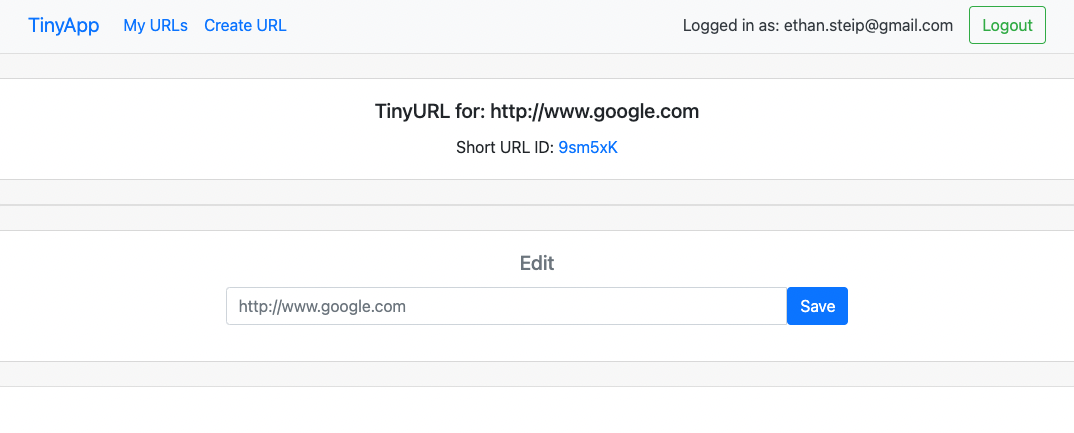 TinyApp My URLs Create URL Logged in as: ethan.steip@gmail.com Logout
TinyURL for: http://www.google.com
Short URL ID: 9sm5xK
Edit
http://www.google.com Save